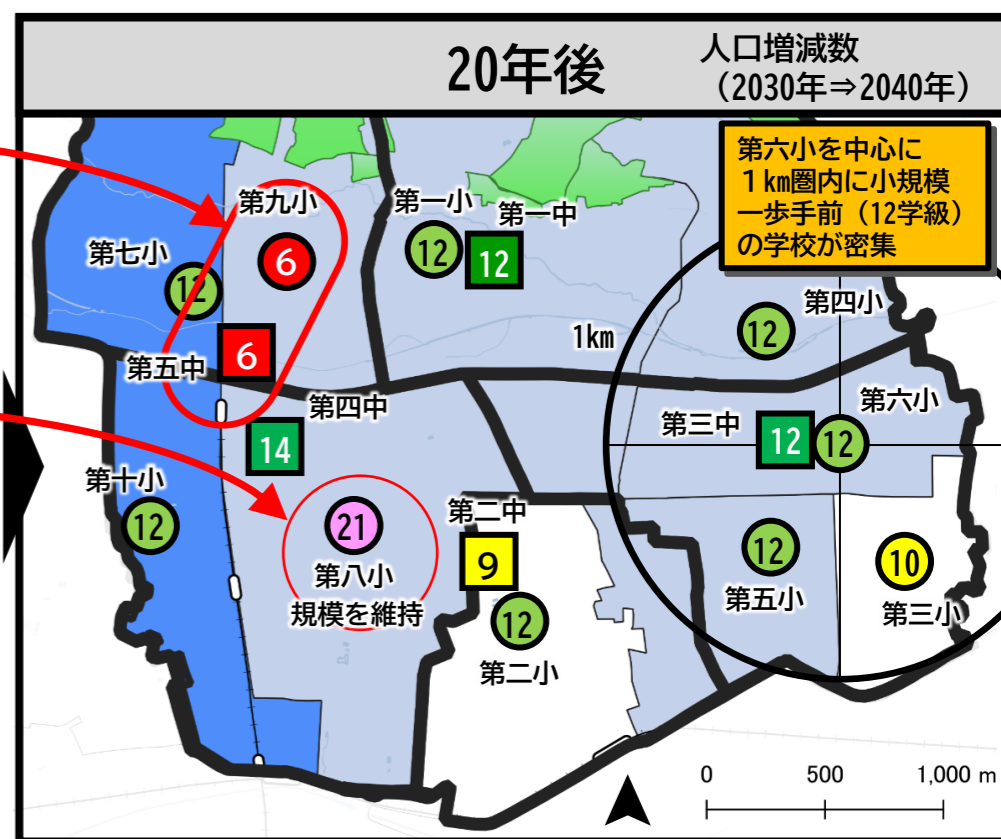 20年後
人口増減数
（2030年⇒2040年）
第六小を中心に
１km圏内に小規模
一歩手前（12学級）
の学校が密集
第九小
6
第一小
12
第一中
12
第七小
12
第四小
12
1km
第五中
6
第四中
14
第三中
12
第六小
12
第十小
12
21
第八小
規模を維持
第二中
9
12
第二小
12
第五小
10
第三小
0 500 1,000 m